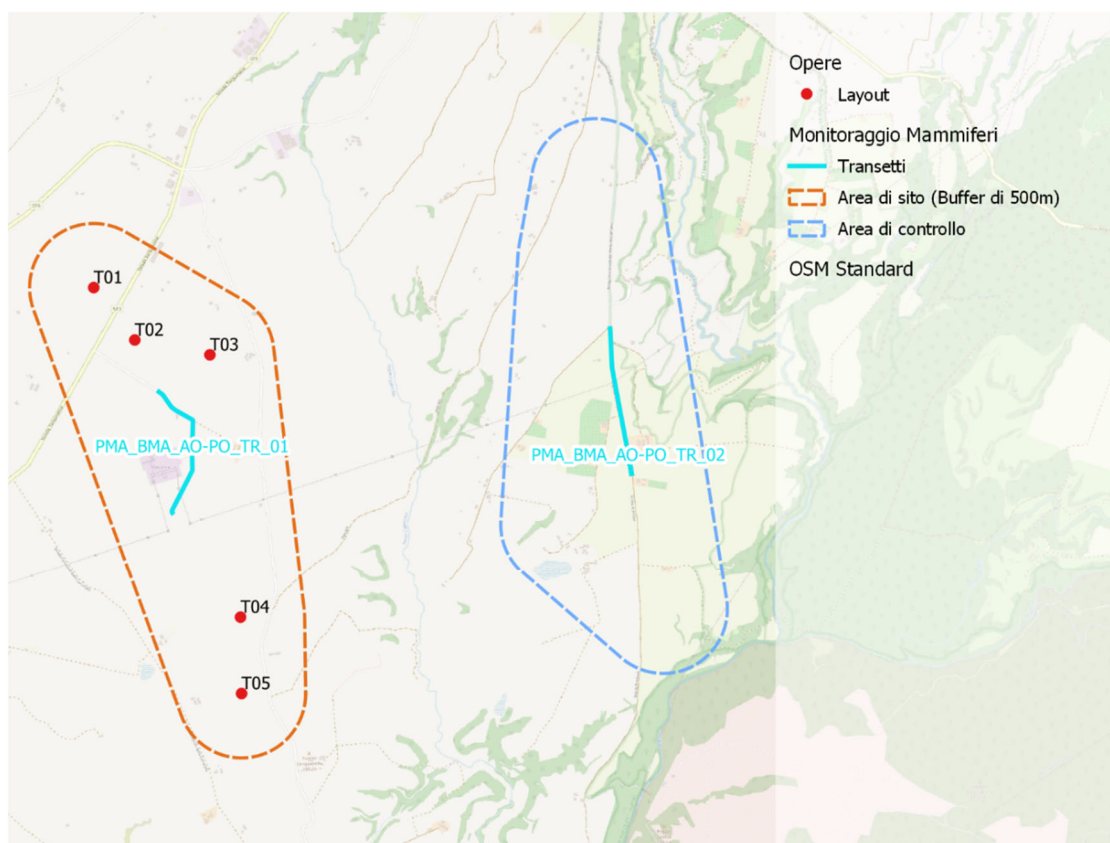 Opere
Layout
Monitoraggio Mammiferi
Transetti
Area di sito (Buffer di 500m)
Area di controllo
OSM Standard
T01
T02
T03
PMA_BMA_AO-PO_TR_01
PMA_BMA_AO-PO_TR_02
T04
T05